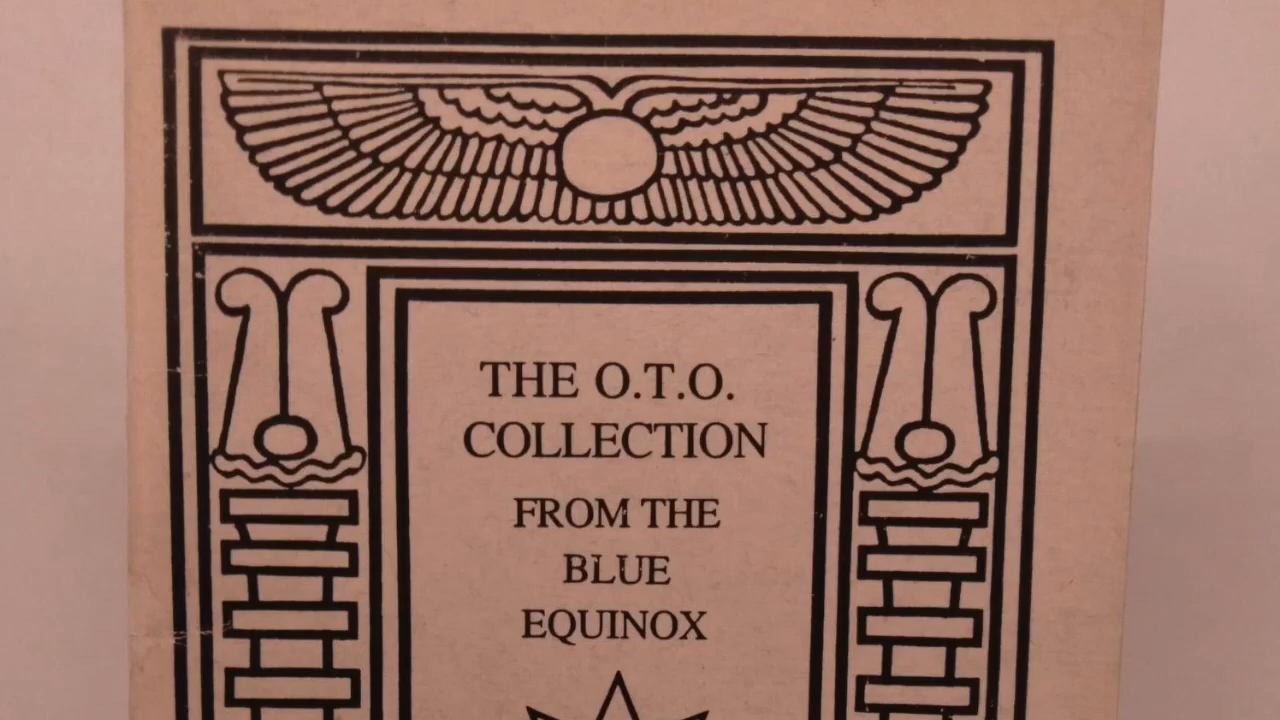 THE O.T.O.
COLLECTION
FROM THE
BLUE
EQUINOX